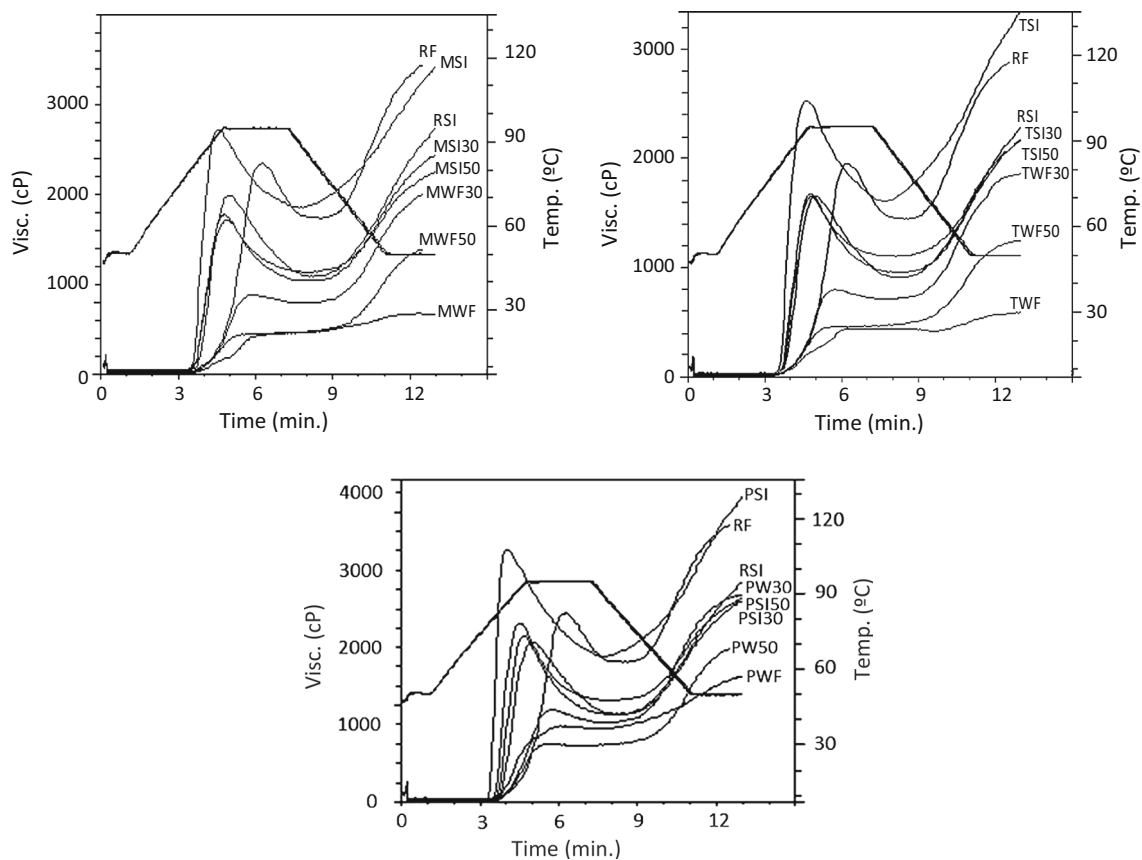 RF
MSI
RSI
MSI30
MSI50
MWF30
MWF50
MWF
3000
2000
1000
0
120
90
60
30
0 3 6 9 12
Visc. (cP)
Temp. (ºC)
Time (min.)
TSI
RF
RSI
TSI30
TSI50
TWF30
TWF50
TWF
3200
2200
1000
0
120
90
60
30
0 3 6 9 12
Visc. (cP)
Temp. (ºC)
Time (min.)
PSI
RF
RSI
PW30
PSI50
PSI30
PW50
PWF
4000
3000
2000
1000
0
120
90
60
30
0 3 6 9 12
Visc. (cP)
Temp. (ºC)
Time (min.)